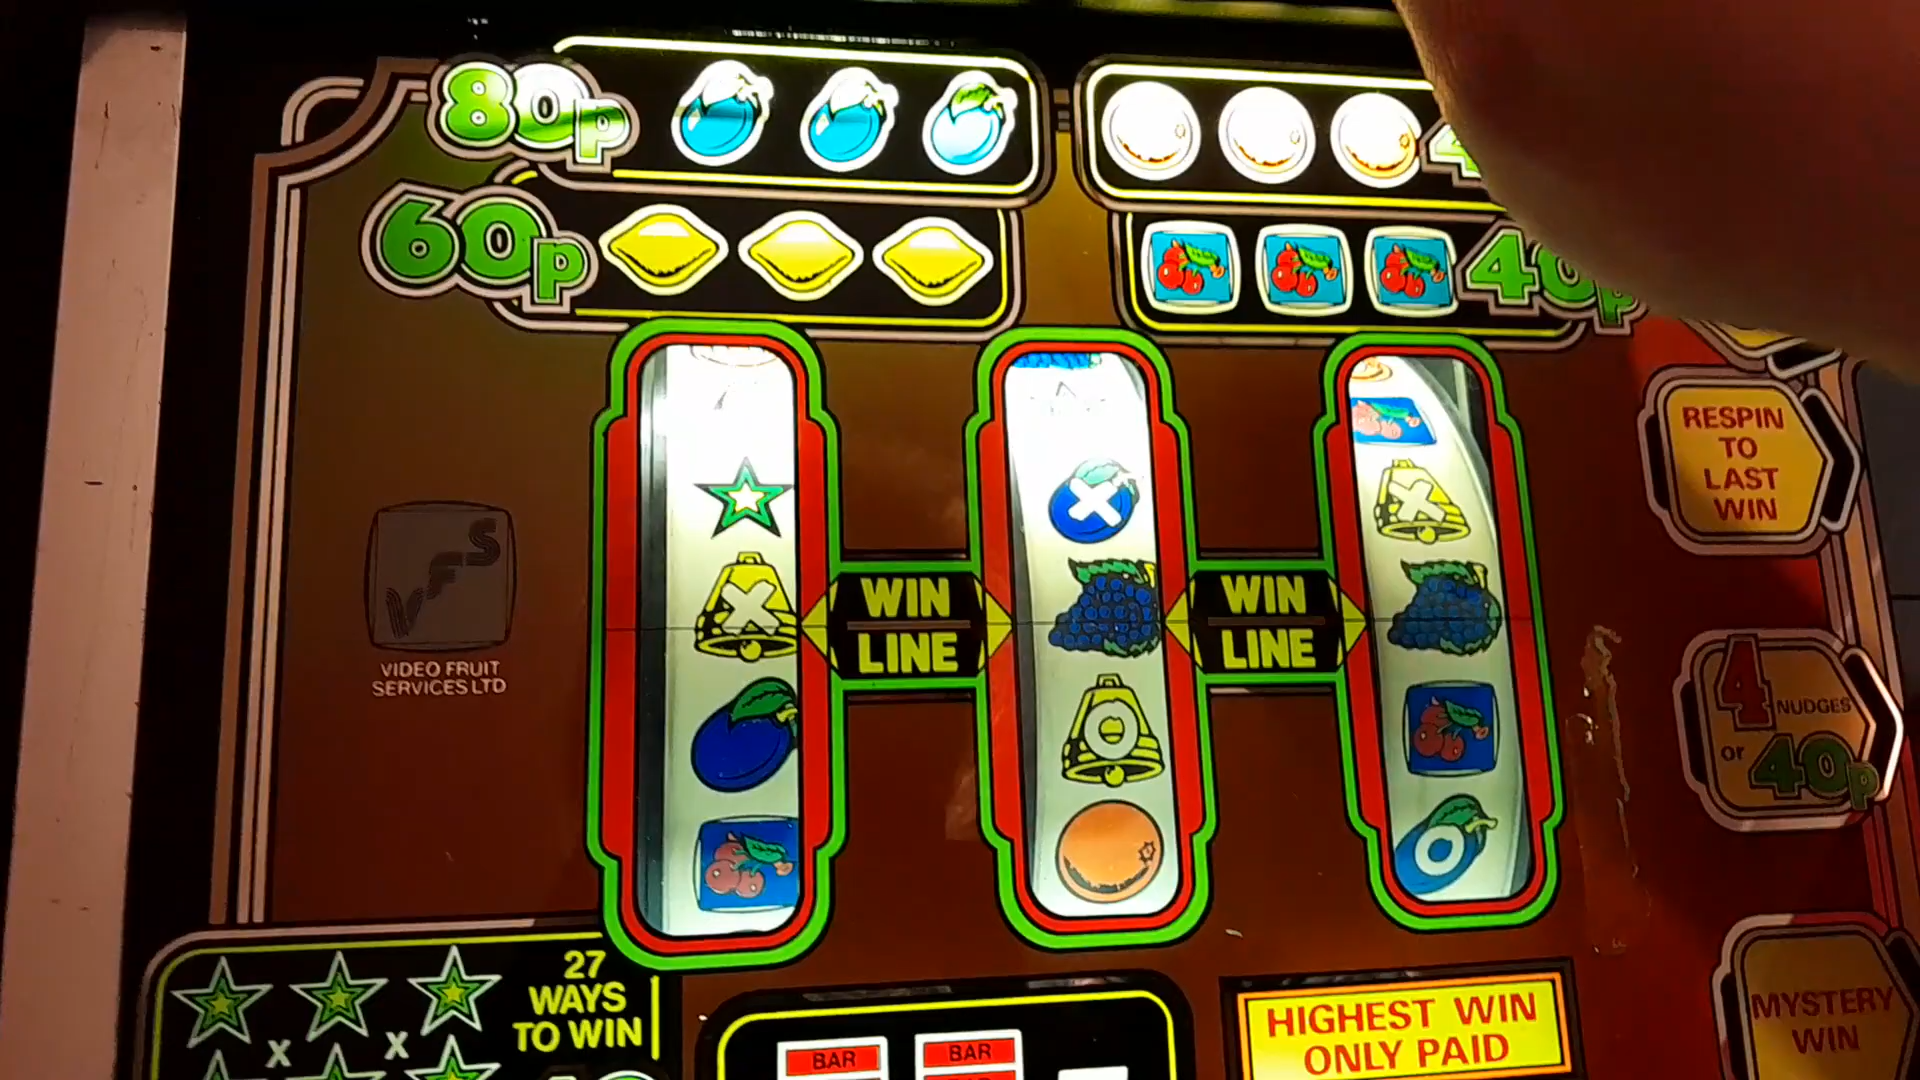 80p
60p
40p
RESPIN
TO
LAST
WIN
WIN
LINE
WIN
LINE
VFS
VIDEO FRUIT
SERVICES LTD
4 NUDGES
or 40p
27
WAYS
TO WIN
x x
HIGHEST WIN
ONLY PAID
MYSTERY
WIN
BAR BAR